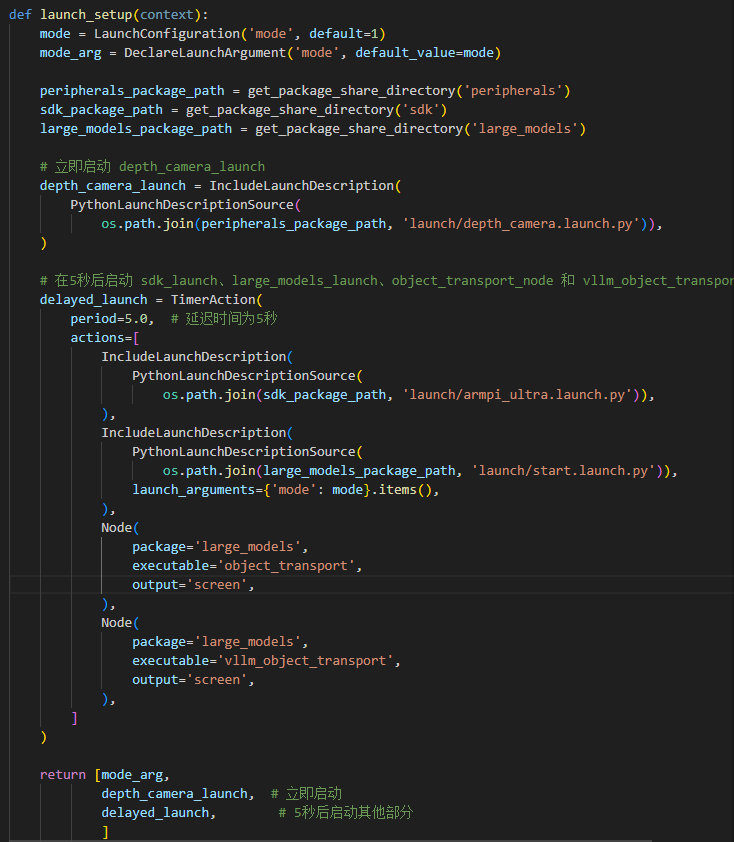 def launch_setup(context):
    mode = LaunchConfiguration('mode', default=1)
    mode_arg = DeclareLaunchArgument('mode', default_value=mode)

    peripherals_package_path = get_package_share_directory('peripherals')
    sdk_package_path = get_package_share_directory('sdk')
    large_models_package_path = get_package_share_directory('large_models')

    # 立即启动 depth_camera_launch
    depth_camera_launch = IncludeLaunchDescription(
        PythonLaunchDescriptionSource(
            os.path.join(peripherals_package_path, 'launch/depth_camera.launch.py')),
    )

    # 在5秒后启动 sdk_launch、large_models_launch、object_transport_node 和 vllm_object_transpor
    delayed_launch = TimerAction(
        period=5.0,  # 延迟时间为5秒
        actions=[
            IncludeLaunchDescription(
                PythonLaunchDescriptionSource(
                    os.path.join(sdk_package_path, 'launch/armpi_ultra.launch.py')),
            ),
            IncludeLaunchDescription(
                PythonLaunchDescriptionSource(
                    os.path.join(large_models_package_path, 'launch/start.launch.py')),
                launch_arguments={'mode': mode}.items(),
            ),
            Node(
                package='large_models',
                executable='object_transport',
                output='screen',
            ),
            Node(
                package='large_models',
                executable='vllm_object_transport',
                output='screen',
            ),
        ]
    )

    return [mode_arg,
            depth_camera_launch,  # 立即启动
            delayed_launch,        # 5秒后启动其他部分
            ]